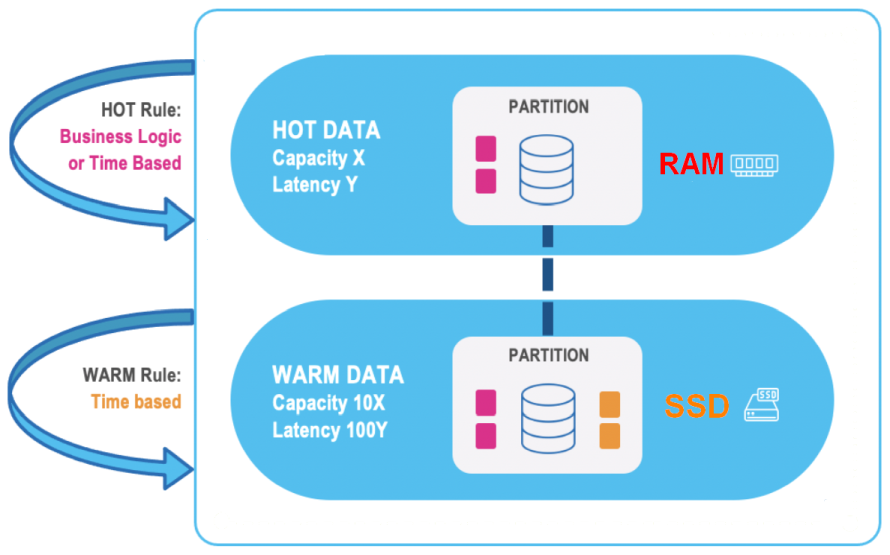 HOT Rule:
Business Logic
or Time Based
HOT DATA
Capacity X
Latency Y
PARTITION
RAM
WARM Rule:
Time based
WARM DATA
Capacity 10X
Latency 100Y
PARTITION
SSD
SSD